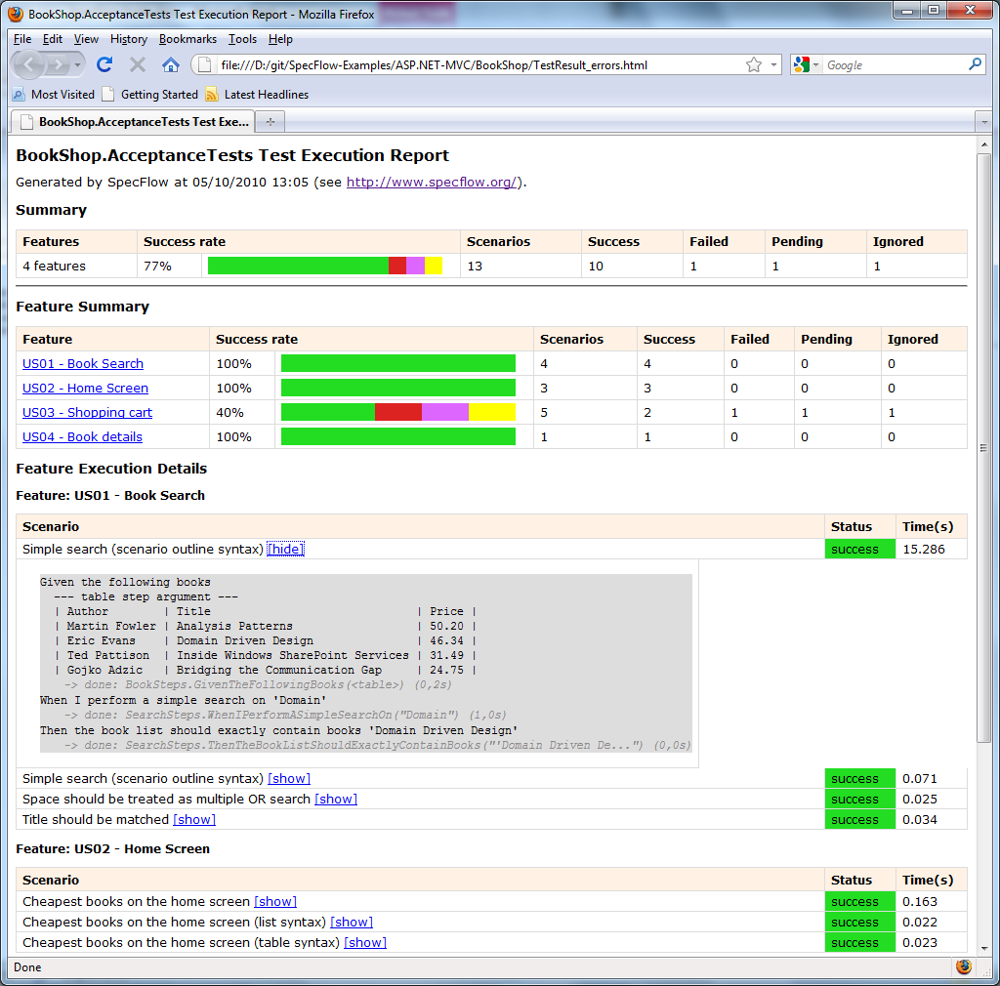 BookShop.AcceptanceTests Test Execution Report - Mozilla Firefox
File Edit View History Bookmarks Tools Help
file:///D:/git/SpecFlow-Examples/ASP.NET-MVC/BookShop/TestResult_errors.html Google
Most Visited Getting Started Latest Headlines
BookShop.AcceptanceTests Test Exe...
BookShop.AcceptanceTests Test Execution Report
Generated by SpecFlow at 05/10/2010 13:05 (see http://www.specflow.org/).
Summary
Features Success rate Scenarios Success Failed Pending Ignored
4 features 77% 13 10 1 1 1
Feature Summary
Feature Success rate Scenarios Success Failed Pending Ignored
US01 - Book Search 100% 4 4 0 0 0
US02 - Home Screen 100% 3 3 0 0 0
US03 - Shopping cart 40% 5 2 1 1 1
US04 - Book details 100% 1 1 0 0 0
Feature Execution Details
Feature: US01 - Book Search
Scenario Status Time(s)
Simple search (scenario outline syntax) [hide] success 15.286
Given the following books
--- table step argument ---
| Author | Title | Price |
| Martin Fowler | Analysis Patterns | 50.20 |
| Eric Evans | Domain Driven Design | 46.34 |
| Ted Pattison | Inside Windows SharePoint Services | 31.49 |
| Gojko Adzic | Bridging the Communication Gap | 24.75 |
-> done: BookSteps.GivenTheFollowingBooks(<table>) (0,2s)
When I perform a simple search on 'Domain'
-> done: SearchSteps.WhenIPerformASimpleSearchOn("Domain") (1,0s)
Then the book list should exactly contain books 'Domain Driven Design'
-> done: SearchSteps.ThenTheBookListShouldExactlyContainBooks("'Domain Driven De...") (0,0s)
Simple search (scenario outline syntax) [show] success 0.071
Space should be treated as multiple OR search [show] success 0.025
Title should be matched [show] success 0.034
Feature: US02 - Home Screen
Scenario Status Time(s)
Cheapest books on the home screen [show] success 0.163
Cheapest books on the home screen (list syntax) [show] success 0.022
Cheapest books on the home screen (table syntax) [show] success 0.023
Done